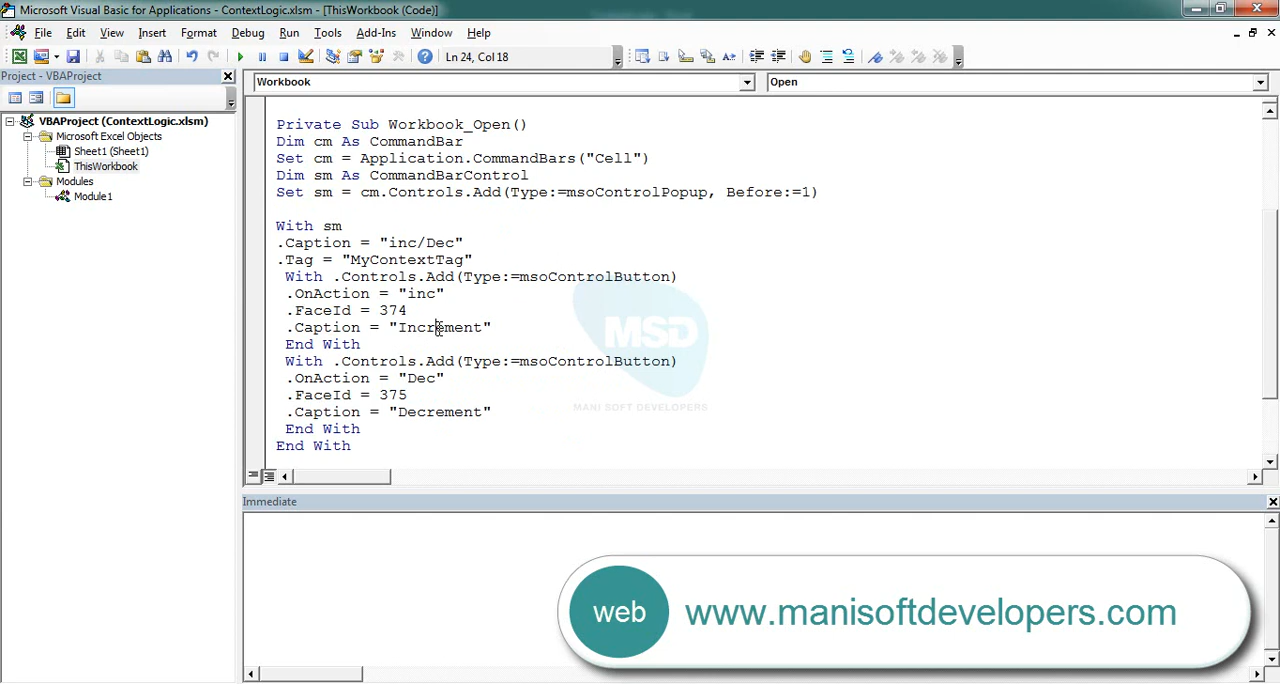 Microsoft Visual Basic for Applications - ContextLogic.xlsm - [ThisWorkbook (Code)]
File Edit View Insert Format Debug Run Tools Add-Ins Window Help
Ln 24, Col 18
Project - VBAProject
Workbook
Open
VBAProject (ContextLogic.xlsm)
Microsoft Excel Objects
Sheet1 (Sheet1)
ThisWorkbook
Modules
Module1
Private Sub Workbook_Open()
Dim cm As CommandBar
Set cm = Application.CommandBars("Cell")
Dim sm As CommandBarControl
Set sm = cm.Controls.Add(Type:=msoControlPopup, Before:=1)
With sm
.Caption = "inc/Dec"
.Tag = "MyContextTag"
With .Controls.Add(Type:=msoControlButton)
.OnAction = "inc"
.FaceId = 374
.Caption = "Increment"
End With
With .Controls.Add(Type:=msoControlButton)
.OnAction = "Dec"
.FaceId = 375
.Caption = "Decrement"
End With
End With
MSD
MANI SOFT DEVELOPERS
Immediate
web www.manisoftdevelopers.com